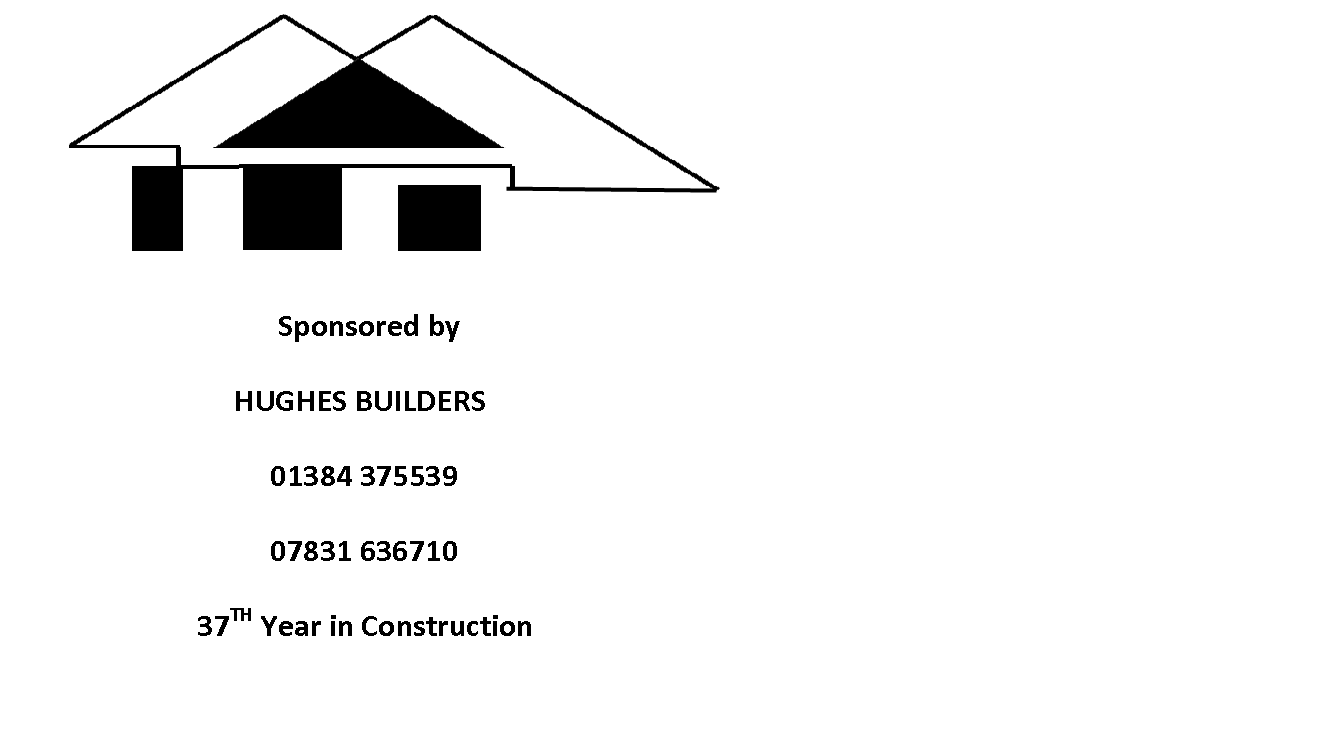 Sponsored by
HUGHES BUILDERS
01384 375539
07831 636710
37TH Year in Construction